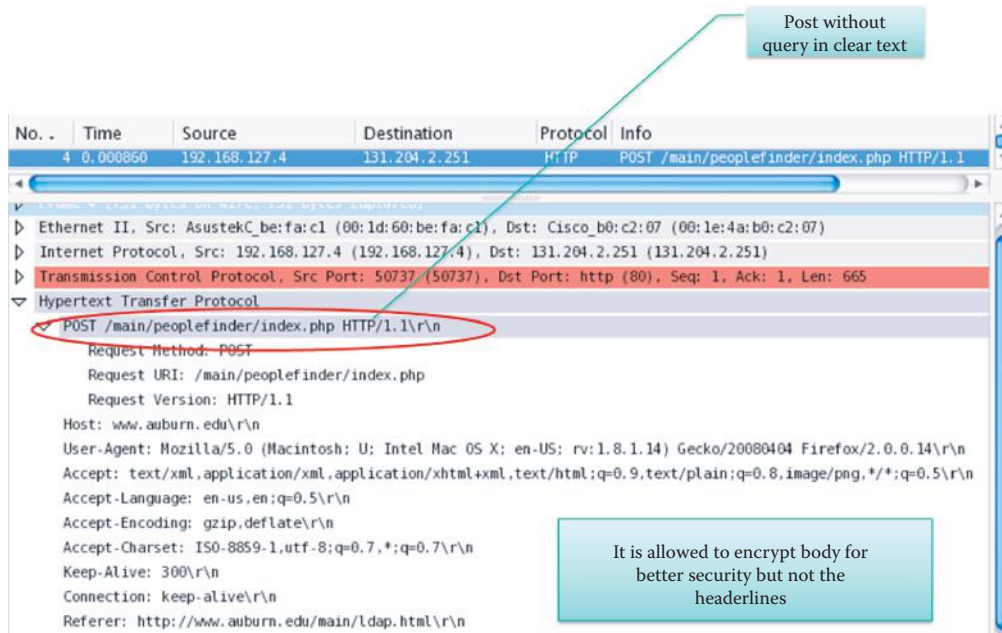 Post without
query in clear text
No. . Time Source Destination Protocol Info
4 0.000860 192.168.127.4 131.204.2.251 HTTP POST /main/peoplefinder/index.php HTTP/1.1
Ethernet II, Src: AsustekC_be:fa:c1 (00:1d:60:be:fa:c1), Dst: Cisco_b0:c2:07 (00:1e:4a:b0:c2:07)
Internet Protocol, Src: 192.168.127.4 (192.168.127.4), Dst: 131.204.2.251 (131.204.2.251)
Transmission Control Protocol, Src Port: 50737 (50737), Dst Port: http (80), Seq: 1, Ack: 1, Len: 665
Hypertext Transfer Protocol
POST /main/peoplefinder/index.php HTTP/1.1\r\n
Request Method: POST
Request URI: /main/peoplefinder/index.php
Request Version: HTTP/1.1
Host: www.auburn.edu\r\n
User-Agent: Mozilla/5.0 (Macintosh; U; Intel Mac OS X; en-US; rv:1.8.1.14) Gecko/20080404 Firefox/2.0.0.14\r\n
Accept: text/xml,application/xml,application/xhtml+xml,text/html;q=0.9,text/plain;q=0.8,image/png,*/*;q=0.5\r\n
Accept-Language: en-us,en;q=0.5\r\n
Accept-Encoding: gzip,deflate\r\n
Accept-Charset: ISO-8859-1,utf-8;q=0.7,*;q=0.7\r\n
Keep-Alive: 300\r\n
Connection: keep-alive\r\n
Referer: http://www.auburn.edu/main/ldap.html\r\n
It is allowed to encrypt body for
better security but not the
headerlines